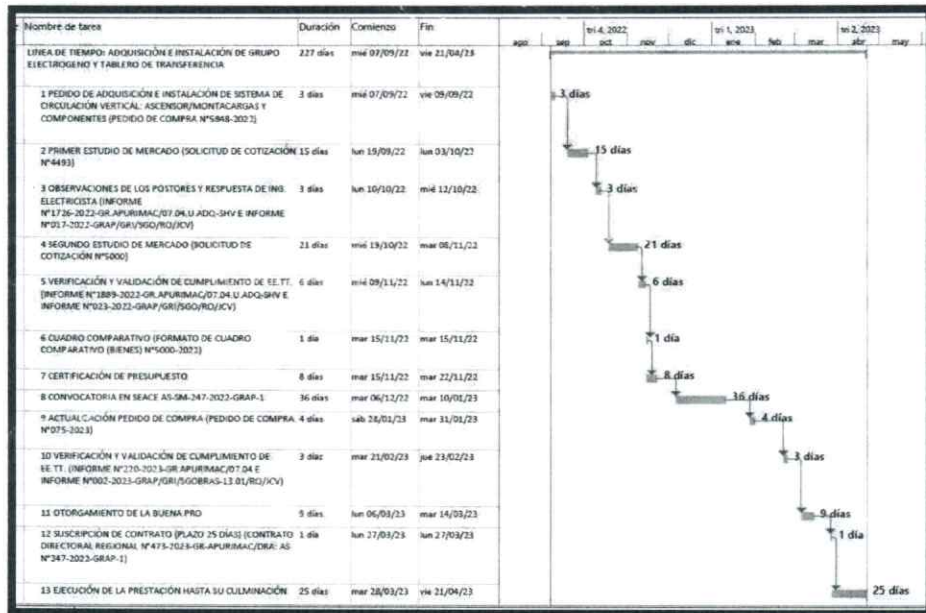 Nombre de tarea Duración Comienzo Fin
tri 4, 2022 tri 1, 2023 tri 2, 2023
ago sep oct nov dic ene feb mar abr may
LINEA DE TIEMPO: ADQUISICIÓN E INSTALACIÓN DE GRUPO 227 días mié 07/09/22 vie 21/04/23
ELECTROGENO Y TABLERO DE TRANSFERENCIA
1 PEDIDO DE ADQUISICIÓN E INSTALACIÓN DE SISTEMA DE 3 días mié 07/09/22 vie 09/09/22 3 días
CIRCULACIÓN VERTICAL: ASCENSOR/MONTACARGAS Y
COMPONENTES (PEDIDO DE COMPRA N°5848-2022)
2 PRIMER ESTUDIO DE MERCADO (SOLICITUD DE COTIZACIÓN 15 días lun 19/09/22 lun 03/10/22 15 días
N°4493)
3 OBSERVACIONES DE LOS POSTORES Y RESPUESTA DE ING. 3 días lun 10/10/22 mié 12/10/22 3 días
ELECTRICISTA (INFORME
N°1726-2022-GR.APURIMAC/07.04.U.ADQ-SHV E INFORME
N°017-2022-GRAP/GRI/SGO/RO/JCV)
4 SEGUNDO ESTUDIO DE MERCADO (SOLICITUD DE 21 días mié 19/10/22 mar 08/11/22 21 días
COTIZACIÓN N°5000)
5 VERIFICACIÓN Y VALIDACIÓN DE CUMPLIMIENTO DE EE.TT. 6 días mié 09/11/22 lun 14/11/22 6 días
(INFORME N°1889-2022-GR.APURIMAC/07.04.U.ADQ-SHV E
INFORME N°023-2022-GRAP/GRI/SGO/RO/JCV)
6 CUADRO COMPARATIVO (FORMATO DE CUADRO 1 día mar 15/11/22 mar 15/11/22 1 día
COMPARATIVO (BIENES) N°5000-2022)
7 CERTIFICACIÓN DE PRESUPUESTO 8 días mar 15/11/22 mar 22/11/22 8 días
8 CONVOCATORIA EN SEACE AS-SM-247-2022-GRAP-1 36 días mar 06/12/22 mar 10/01/23 36 días
9 ACTUALIZACIÓN PEDIDO DE COMPRA (PEDIDO DE COMPRA 4 días sáb 28/01/23 mar 31/01/23 4 días
N°075-2023)
10 VERIFICACIÓN Y VALIDACIÓN DE CUMPLIMIENTO DE 3 días mar 21/02/23 jue 23/02/23 3 días
EE.TT. (INFORME N°220-2023-GR.APURIMAC/07.04 E
INFORME N°002-2023-GRAP/GRI/SGOBRAS-13.01/RO/JCV)
11 OTORGAMIENTO DE LA BUENA PRO 9 días lun 06/03/23 mar 14/03/23 9 días
12 SUSCRIPCIÓN DE CONTRATO (PLAZO 25 DÍAS) (CONTRATO 1 día lun 27/03/23 lun 27/03/23 1 día
DIRECTORAL REGIONAL N°473-2023-GR-APURIMAC/DRA: AS
N°347-2022-GRAP-1)
13 EJECUCIÓN DE LA PRESTACIÓN HASTA SU CULMINACIÓN 25 días mar 28/03/23 vie 21/04/23 25 días